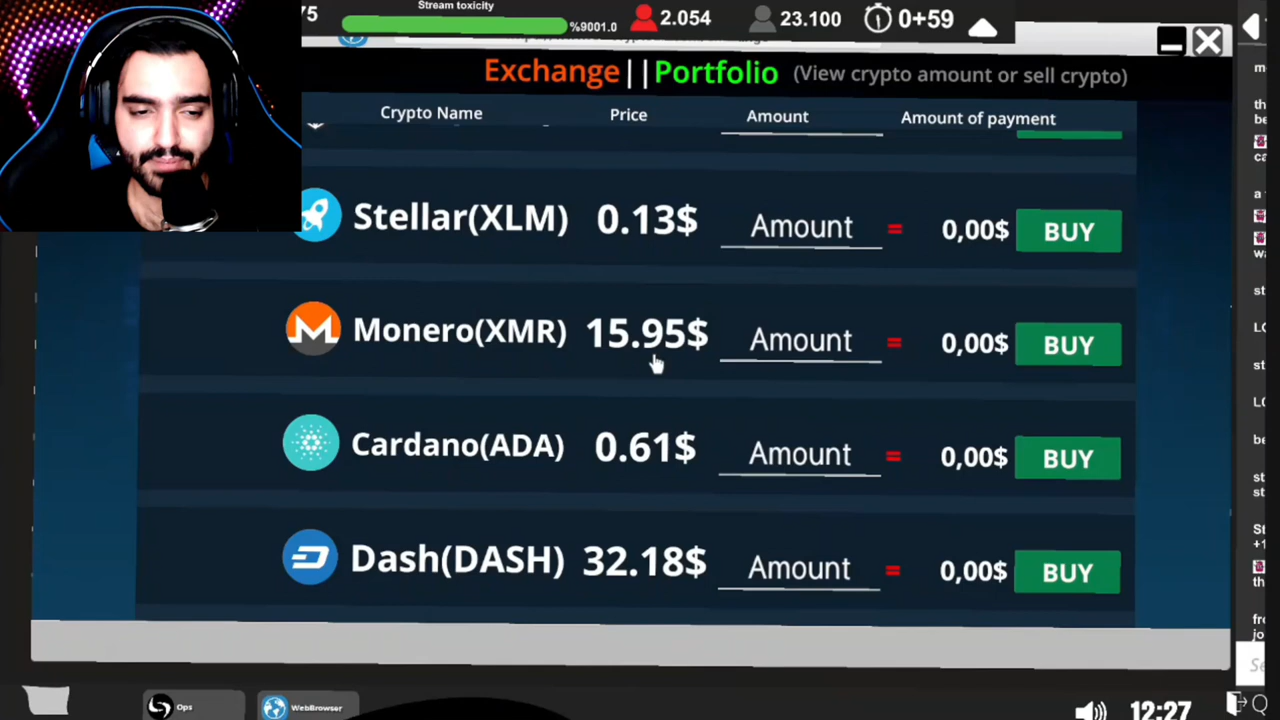 Stream toxicity
%9001.0
2.054
23.100
0+59
Exchange||Portfolio (View crypto amount or sell crypto)
Crypto Name Price Amount Amount of payment
Stellar(XLM) 0.13$ Amount = 0,00$ BUY
Monero(XMR) 15.95$ Amount = 0,00$ BUY
Cardano(ADA) 0.61$ Amount = 0,00$ BUY
Dash(DASH) 32.18$ Amount = 0,00$ BUY
Ops
WebBrowser
12:27